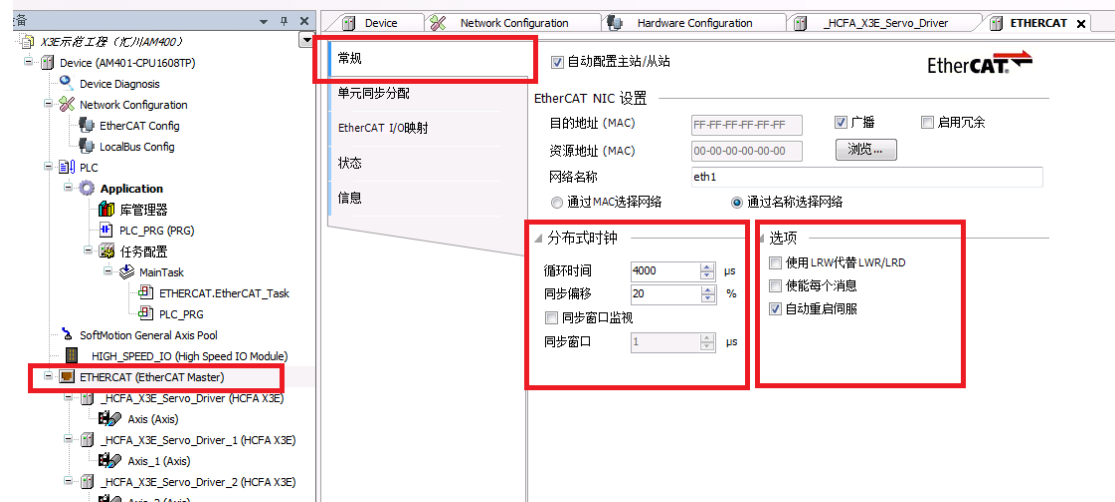 备
Device
Network Configuration
Hardware Configuration
_HCFA_X3E_Servo_Driver
ETHERCAT
X3E示范工程（汇川AM400）
Device (AM401-CPU1608TP)
Device Diagnosis
Network Configuration
EtherCAT Config
LocalBus Config
PLC
Application
库管理器
PLC_PRG (PRG)
任务配置
MainTask
ETHERCAT.EtherCAT_Task
PLC_PRG
SoftMotion General Axis Pool
HIGH_SPEED_IO (High Speed IO Module)
ETHERCAT (EtherCAT Master)
_HCFA_X3E_Servo_Driver (HCFA X3E)
Axis (Axis)
_HCFA_X3E_Servo_Driver_1 (HCFA X3E)
Axis_1 (Axis)
_HCFA_X3E_Servo_Driver_2 (HCFA X3E)
Axis_2 (Axis)
常规
单元同步分配
EtherCAT I/O映射
状态
信息
自动配置主站/从站
EtherCAT
EtherCAT NIC 设置
目的地址 (MAC) FF-FF-FF-FF-FF-FF 广播 启用冗余
资源地址 (MAC) 00-00-00-00-00-00 浏览...
网络名称 eth1
通过MAC选择网络 通过名称选择网络
分布式时钟
循环时间 4000 μs
同步偏移 20 %
同步窗口监视
同步窗口 1 μs
选项
使用LRW代替LWR/LRD
使能每个消息
自动重启伺服